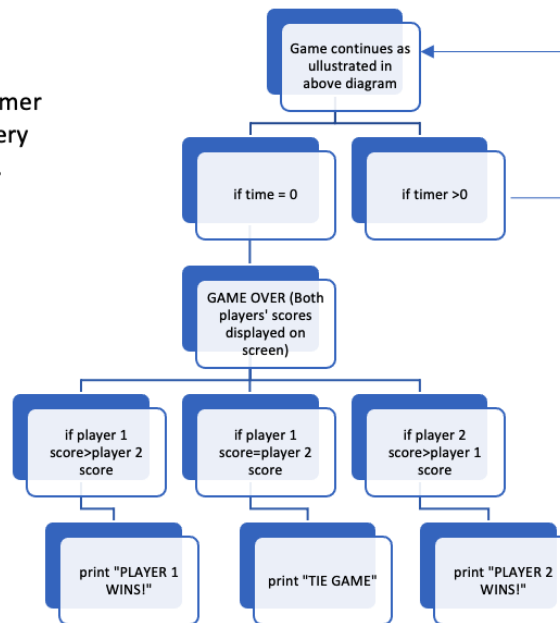 Game continues as
ullustrated in
above diagram
mer
ery
if time = 0
if timer >0
GAME OVER (Both
players' scores
displayed on
screen)
if player 1
score>player 2
score
if player 1
score=player 2
score
if player 2
score>player 1
score
print "PLAYER 1
WINS!"
print "TIE GAME"
print "PLAYER 2
WINS!"